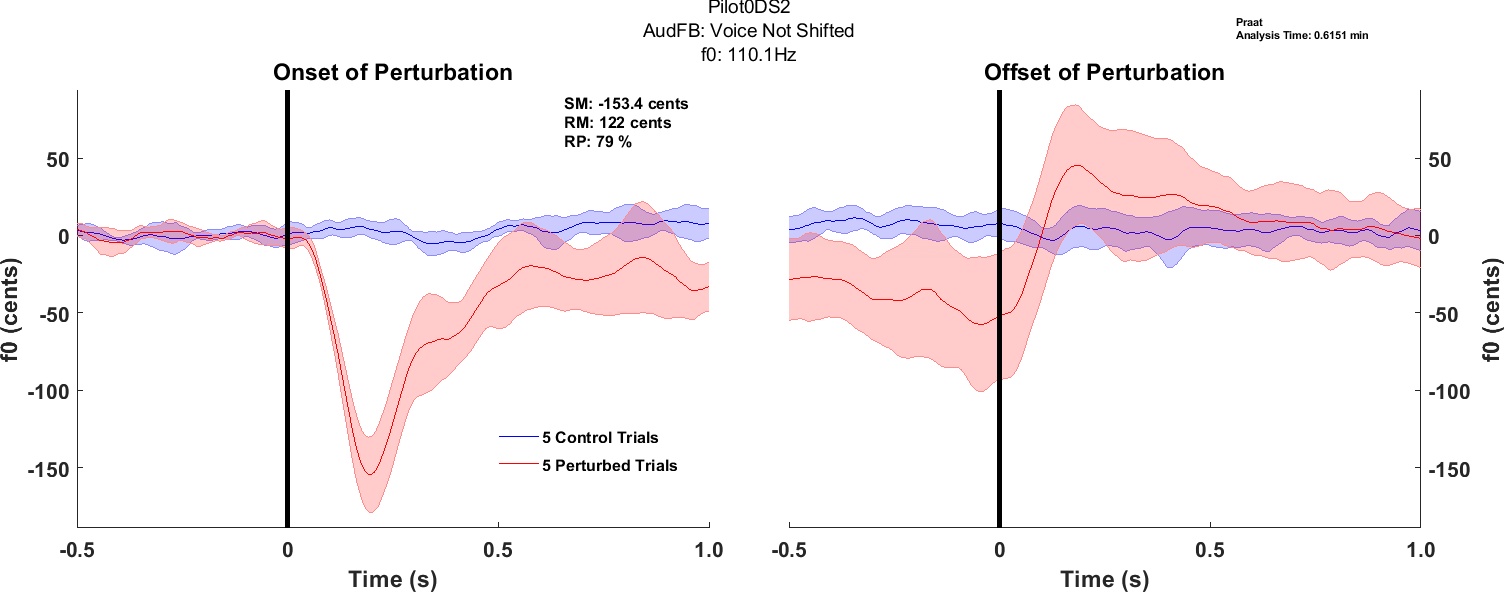 Pilot0DS2
AudFB: Voice Not Shifted
f0: 110.1Hz
Praat
Analysis Time: 0.6151 min
Onset of Perturbation
SM: -153.4 cents
RM: 122 cents
RP: 79 %
50
0
-50
-100
-150
f0 (cents)
5 Control Trials
5 Perturbed Trials
-0.5
0
0.5
1.0
Time (s)
Offset of Perturbation
50
0
-50
-100
-150
f0 (cents)
-0.5
0
0.5
1.0
Time (s)